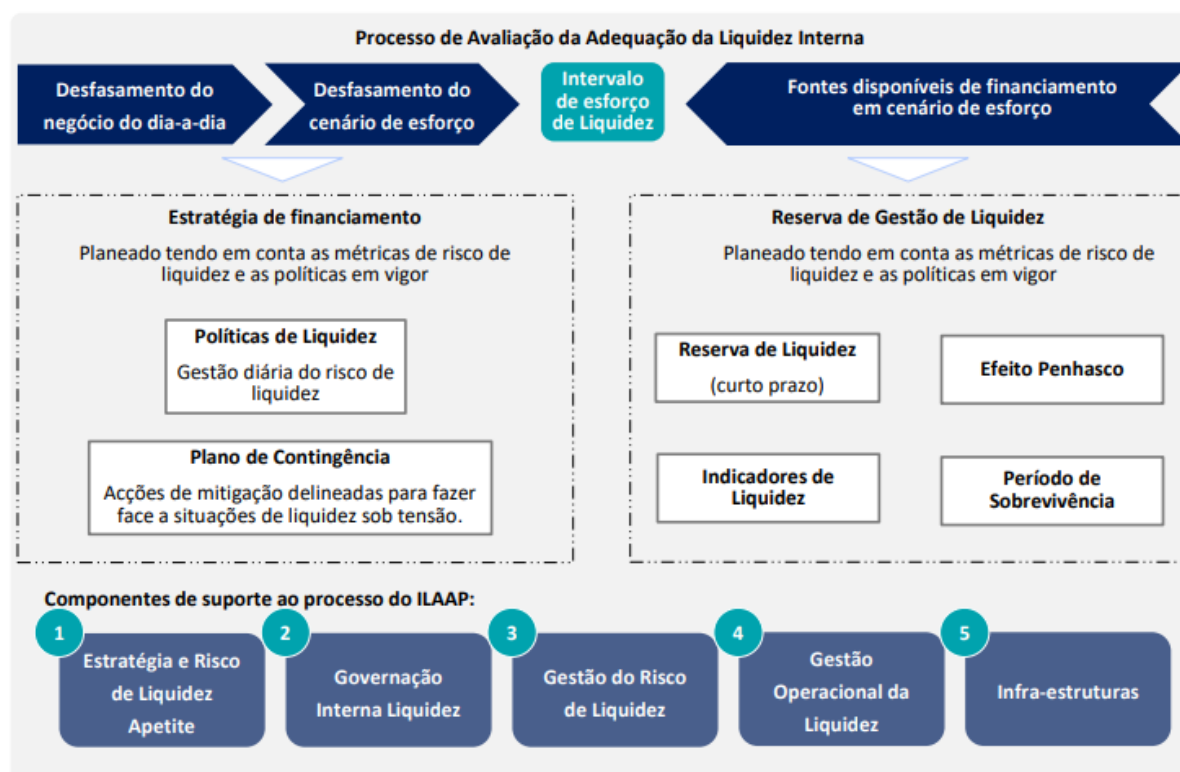 Processo de Avaliação da Adequação da Liquidez Interna
Desfasamento do
negócio do dia-a-dia
Desfasamento do
cenário de esforço
Intervalo
de esforço
de Liquidez
Fontes disponíveis de financiamento
em cenário de esforço
Estratégia de financiamento
Planeado tendo em conta as métricas de risco de
liquidez e as políticas em vigor
Políticas de Liquidez
Gestão diária do risco de
liquidez
Plano de Contingência
Acções de mitigação delineadas para fazer
face a situações de liquidez sob tensão.
Reserva de Gestão de Liquidez
Planeado tendo em conta as métricas de risco de
liquidez e as políticas em vigor
Reserva de Liquidez
(curto prazo)
Efeito Penhasco
Indicadores de
Liquidez
Período de
Sobrevivência
Componentes de suporte ao processo do ILAAP:
1
Estratégia e Risco
de Liquidez
Apetite
2
Governação
Interna Liquidez
3
Gestão do Risco
de Liquidez
4
Gestão
Operacional da
Liquidez
5
Infra-estruturas